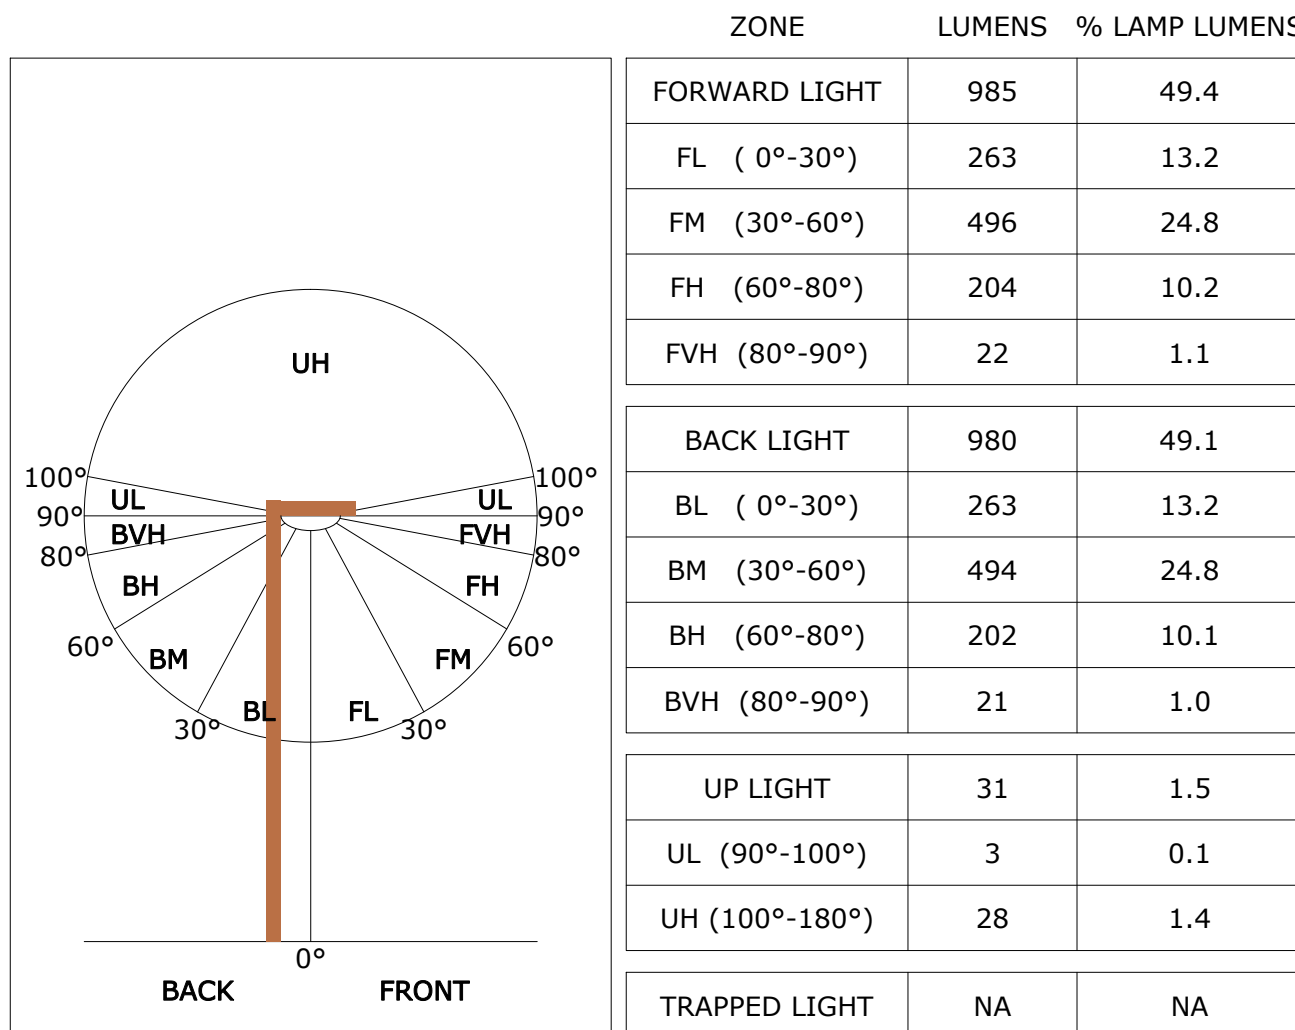 ZONE LUMENS % LAMP LUMENS
FORWARD LIGHT 985 49.4
FL ( 0°-30°) 263 13.2
FM (30°-60°) 496 24.8
FH (60°-80°) 204 10.2
FVH (80°-90°) 22 1.1
BACK LIGHT 980 49.1
BL ( 0°-30°) 263 13.2
BM (30°-60°) 494 24.8
BH (60°-80°) 202 10.1
BVH (80°-90°) 21 1.0
UP LIGHT 31 1.5
UL (90°-100°) 3 0.1
UH (100°-180°) 28 1.4
TRAPPED LIGHT NA NA
UH
100° 100°
UL UL
90° 90°
BVH FVH
80° 80°
BH FH
60° 60°
BM FM
BL FL
30° 30°
0°
BACK FRONT